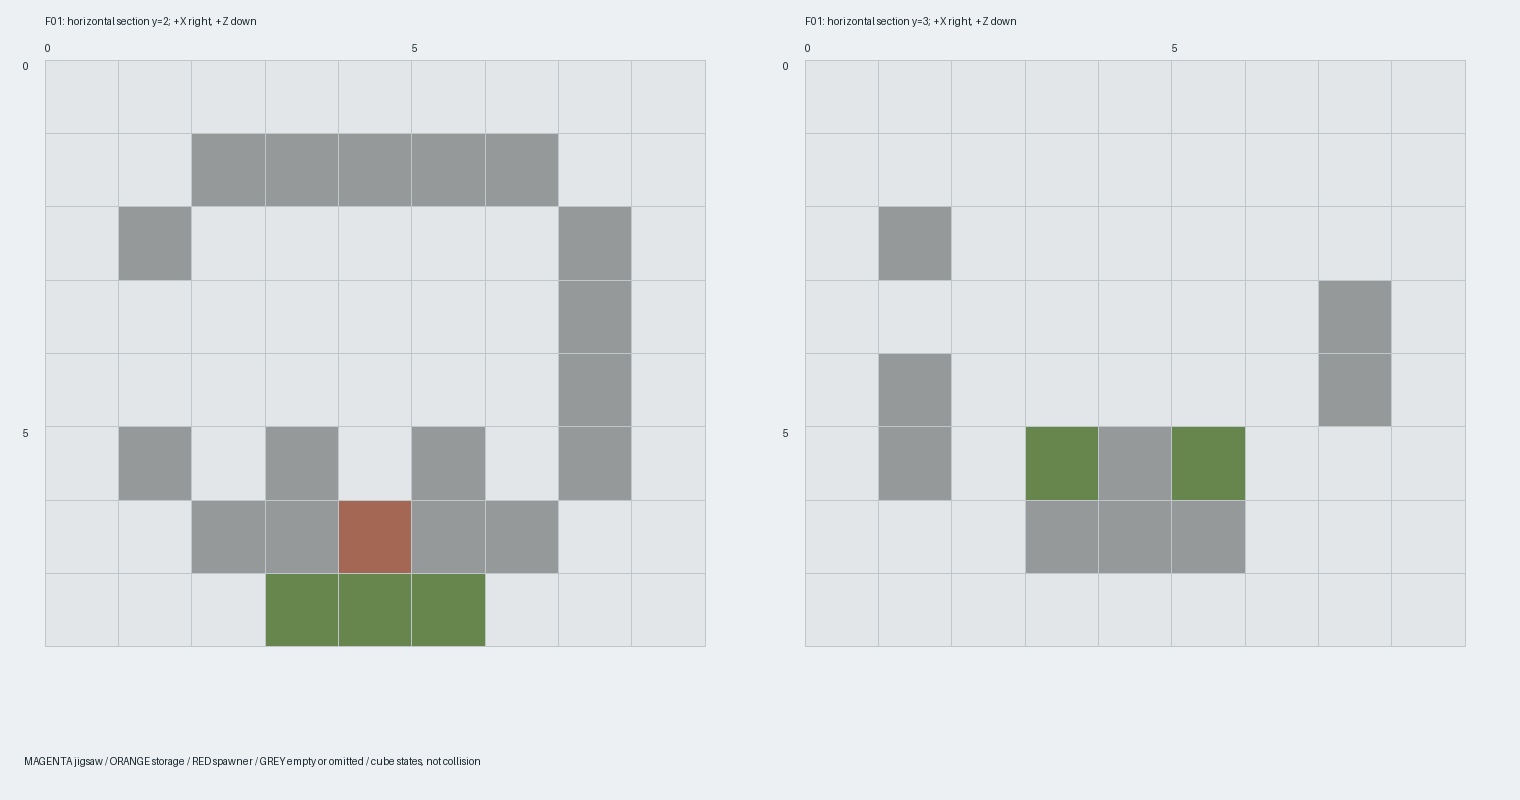 F01: horizontal section y=2; +X right, +Z down
F01: horizontal section y=3; +X right, +Z down
0 5
0 5
0
0
5
5
MAGENTA jigsaw / ORANGE storage / RED spawner / GREY empty or omitted / cube states, not collision